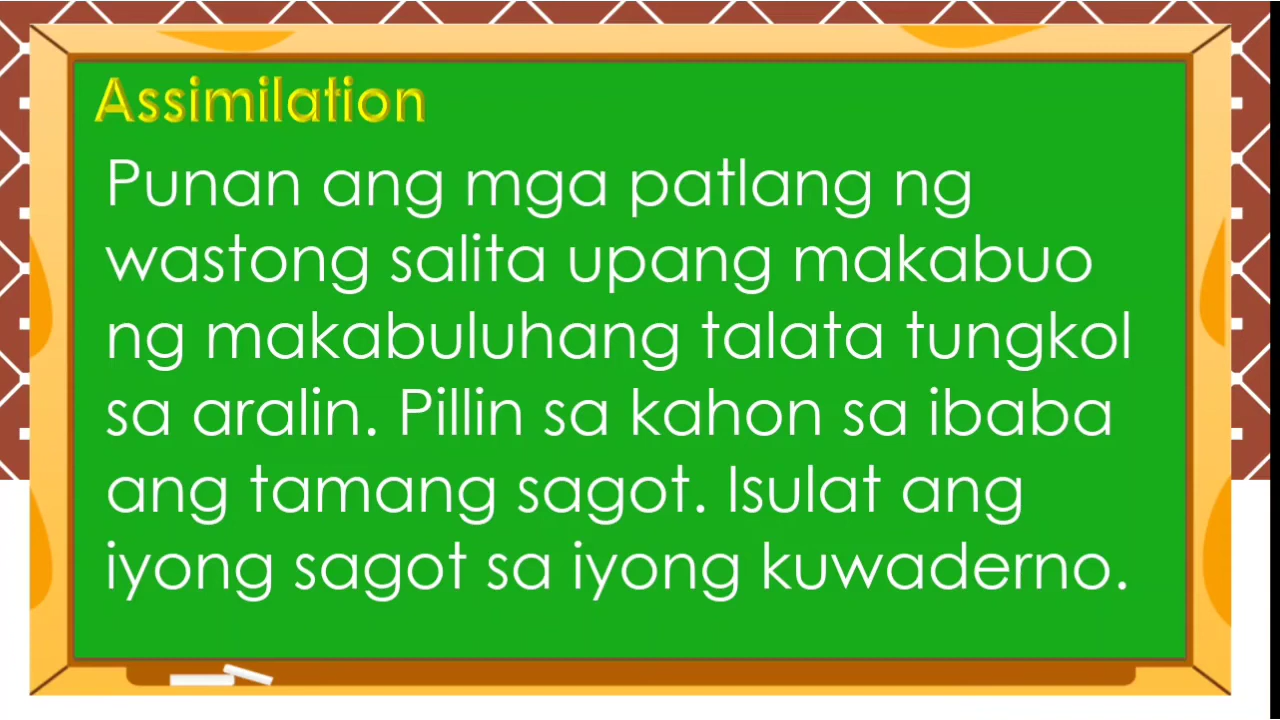 Assimilation
Punan ang mga patlang ng
wastong salita upang makabuo
ng makabuluhang talata tungkol
sa aralin. Pillin sa kahon sa ibaba
ang tamang sagot. Isulat ang
iyong sagot sa iyong kuwaderno.